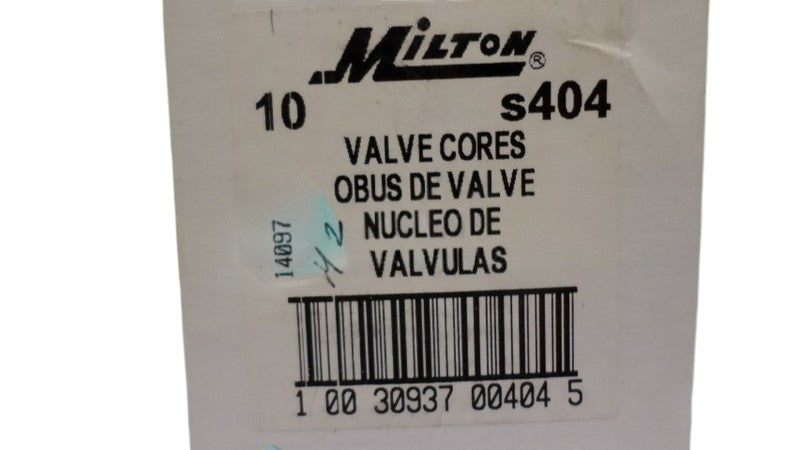 MILTON®
10 s404
VALVE CORES
OBUS DE VALVE
NUCLEO DE
VALVULAS
14097
1 00 30937 00404 5